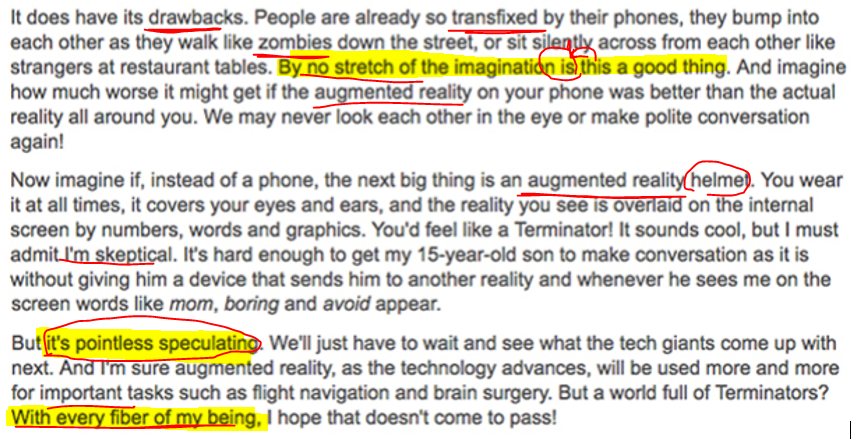 It does have its drawbacks. People are already so transfixed by their phones, they bump into
each other as they walk like zombies down the street, or sit silently across from each other like
strangers at restaurant tables. By no stretch of the imagination is this a good thing. And imagine
how much worse it might get if the augmented reality on your phone was better than the actual
reality all around you. We may never look each other in the eye or make polite conversation
again!
Now imagine if, instead of a phone, the next big thing is an augmented reality helmet. You wear
it at all times, it covers your eyes and ears, and the reality you see is overlaid on the internal
screen by numbers, words and graphics. You'd feel like a Terminator! It sounds cool, but I must
admit I'm skeptical. It's hard enough to get my 15-year-old son to make conversation as it is
without giving him a device that sends him to another reality and whenever he sees me on the
screen words like mom, boring and avoid appear.
But it's pointless speculating. We'll just have to wait and see what the tech giants come up with
next. And I'm sure augmented reality, as the technology advances, will be used more and more
for important tasks such as flight navigation and brain surgery. But a world full of Terminators?
With every fiber of my being, I hope that doesn't come to pass!